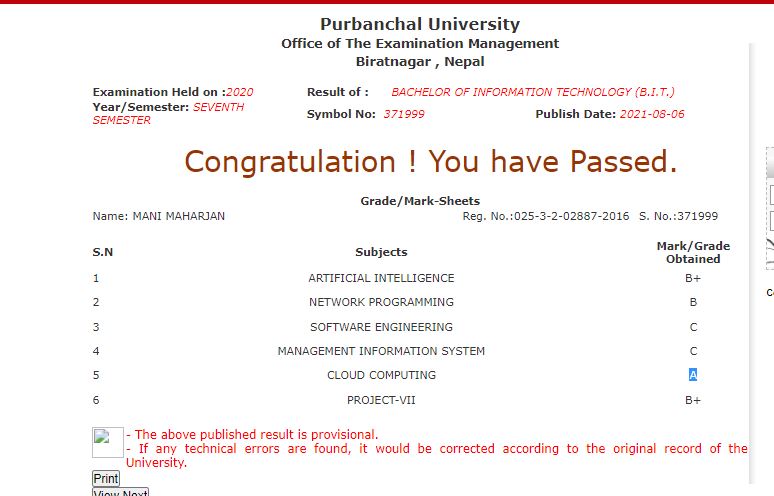 Purbanchal University
Office of The Examination Management
Biratnagar , Nepal
Examination Held on :2020 Result of : BACHELOR OF INFORMATION TECHNOLOGY (B.I.T.)
Year/Semester: SEVENTH SEMESTER Symbol No: 371999 Publish Date: 2021-08-06
Congratulation ! You have Passed.
Grade/Mark-Sheets
Name: MANI MAHARJAN Reg. No.:025-3-2-02887-2016 S. No.:371999
S.N Subjects Mark/Grade Obtained
1 ARTIFICIAL INTELLIGENCE B+
2 NETWORK PROGRAMMING B
3 SOFTWARE ENGINEERING C
4 MANAGEMENT INFORMATION SYSTEM C
5 CLOUD COMPUTING A
6 PROJECT-VII B+
- The above published result is provisional.
- If any technical errors are found, it would be corrected according to the original record of the
University.
Print
View Next